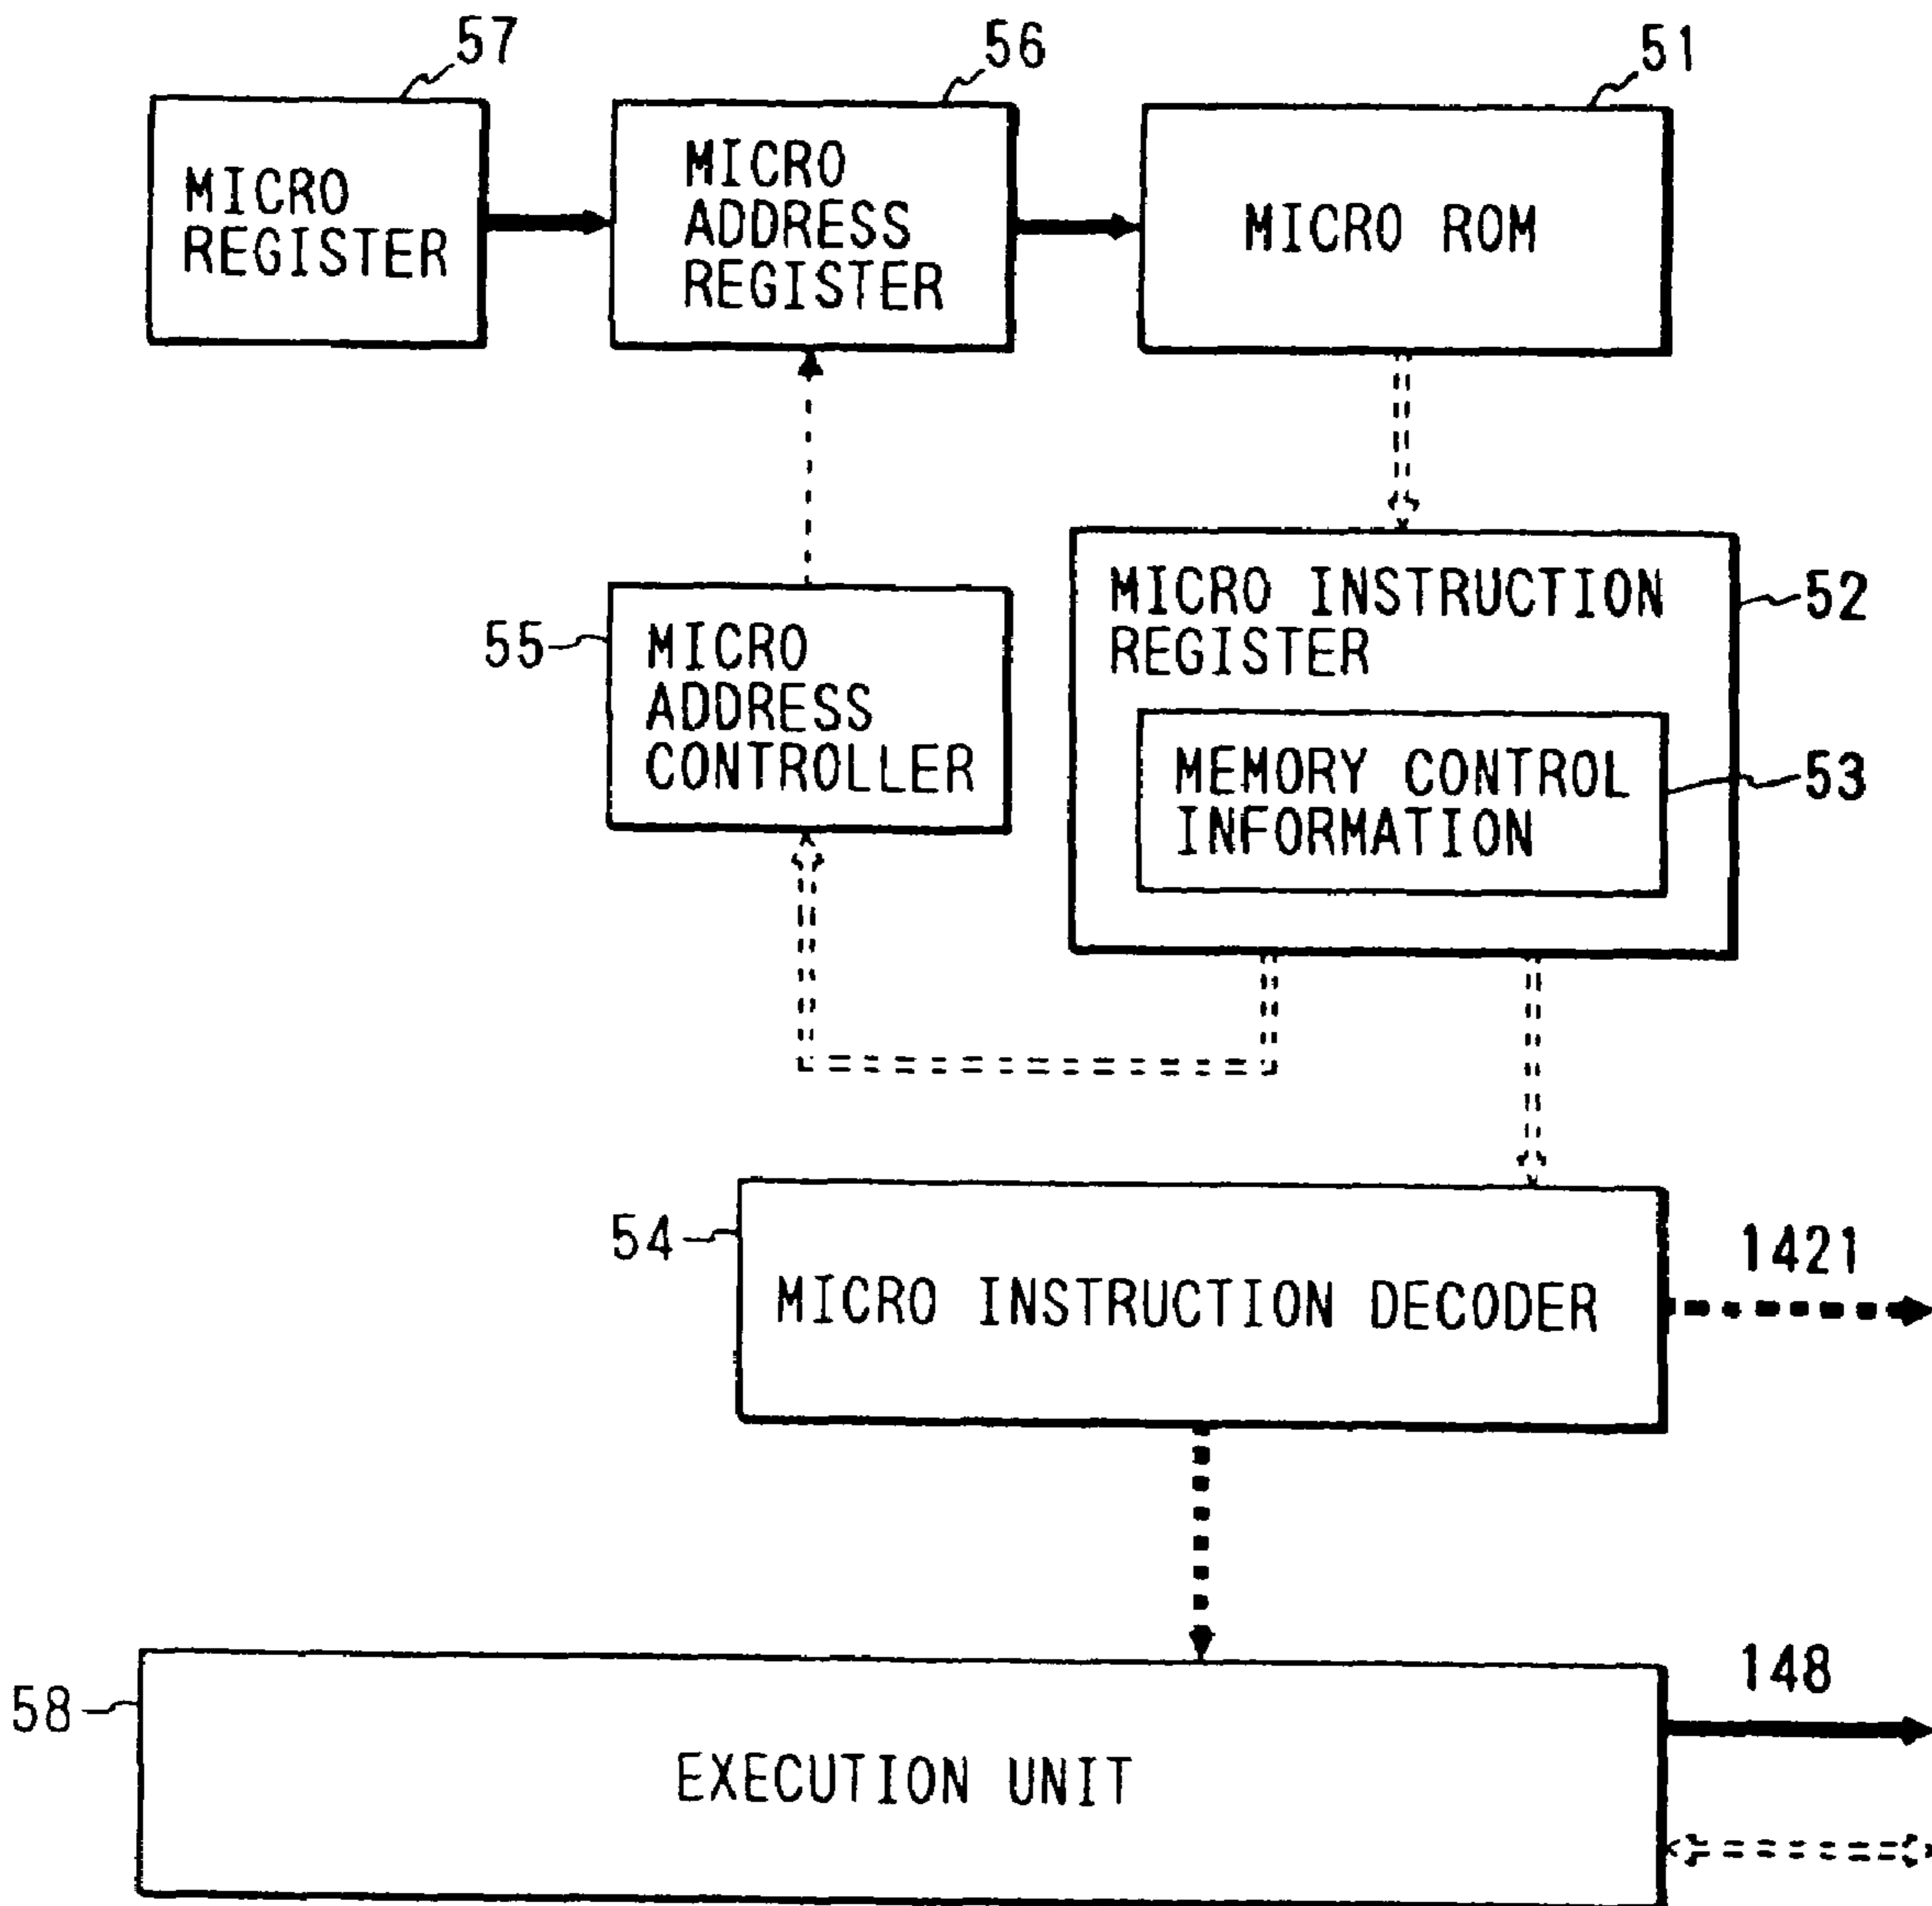 57
56
51
MICRO
REGISTER
MICRO
ADDRESS
REGISTER
MICRO ROM
55
MICRO
ADDRESS
CONTROLLER
MICRO INSTRUCTION
REGISTER
52
MEMORY CONTROL
INFORMATION
53
54
MICRO INSTRUCTION DECODER
1421
58
EXECUTION UNIT
148